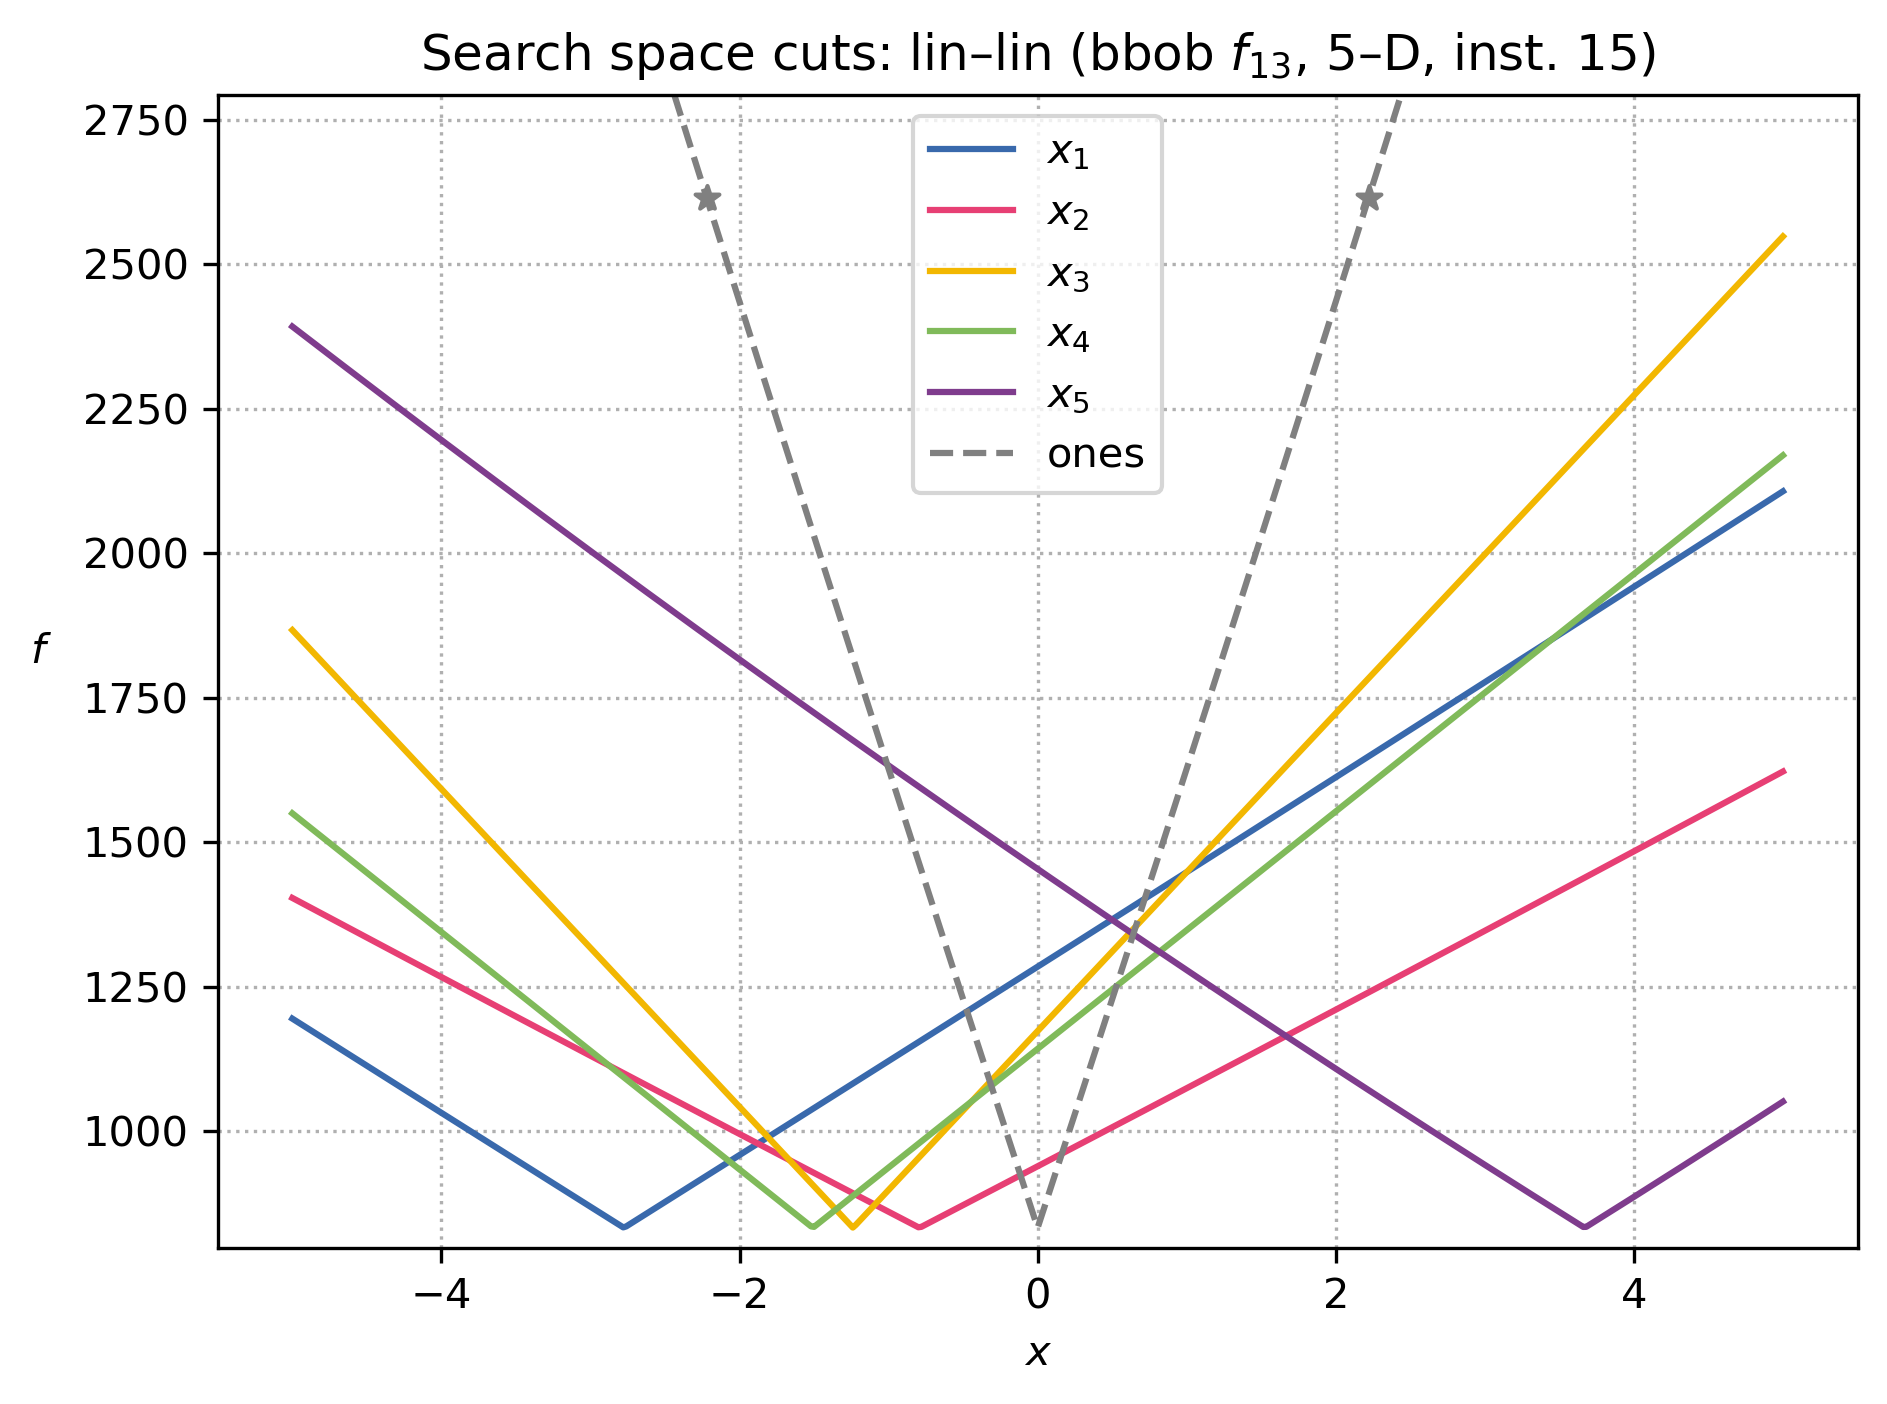 Search space cuts: lin–lin (bbob f₁₃, 5–D, inst. 15)
2750
2500
2250
2000
1750
1500
1250
1000
f
x₁
x₂
x₃
x₄
x₅
ones
−4 −2 0 2 4
x